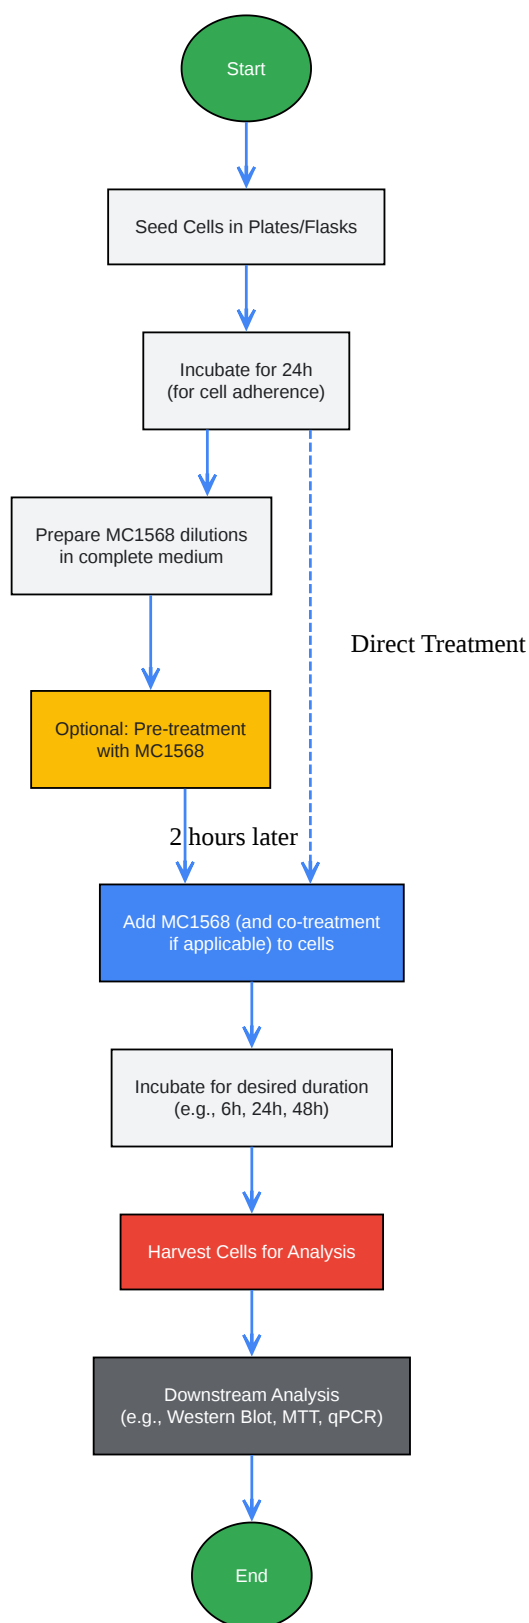 Start
Seed Cells in Plates/Flasks
Incubate for 24h
(for cell adherence)
Prepare MC1568 dilutions
in complete medium
Direct Treatment
Optional: Pre-treatment
with MC1568
2 hours later
Add MC1568 (and co-treatment
if applicable) to cells
Incubate for desired duration
(e.g., 6h, 24h, 48h)
Harvest Cells for Analysis
Downstream Analysis
(e.g., Western Blot, MTT, qPCR)
End